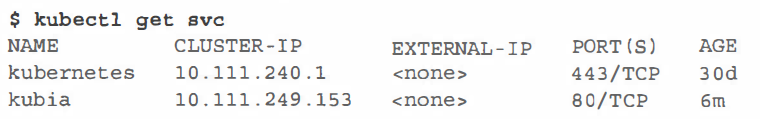 $ kubectl get svc
NAME CLUSTER-IP EXTERNAL-IP PORT(S) AGE
kubernetes 10.111.240.1 <none> 443/TCP 30d
kubia 10.111.249.153 <none> 80/TCP 6m